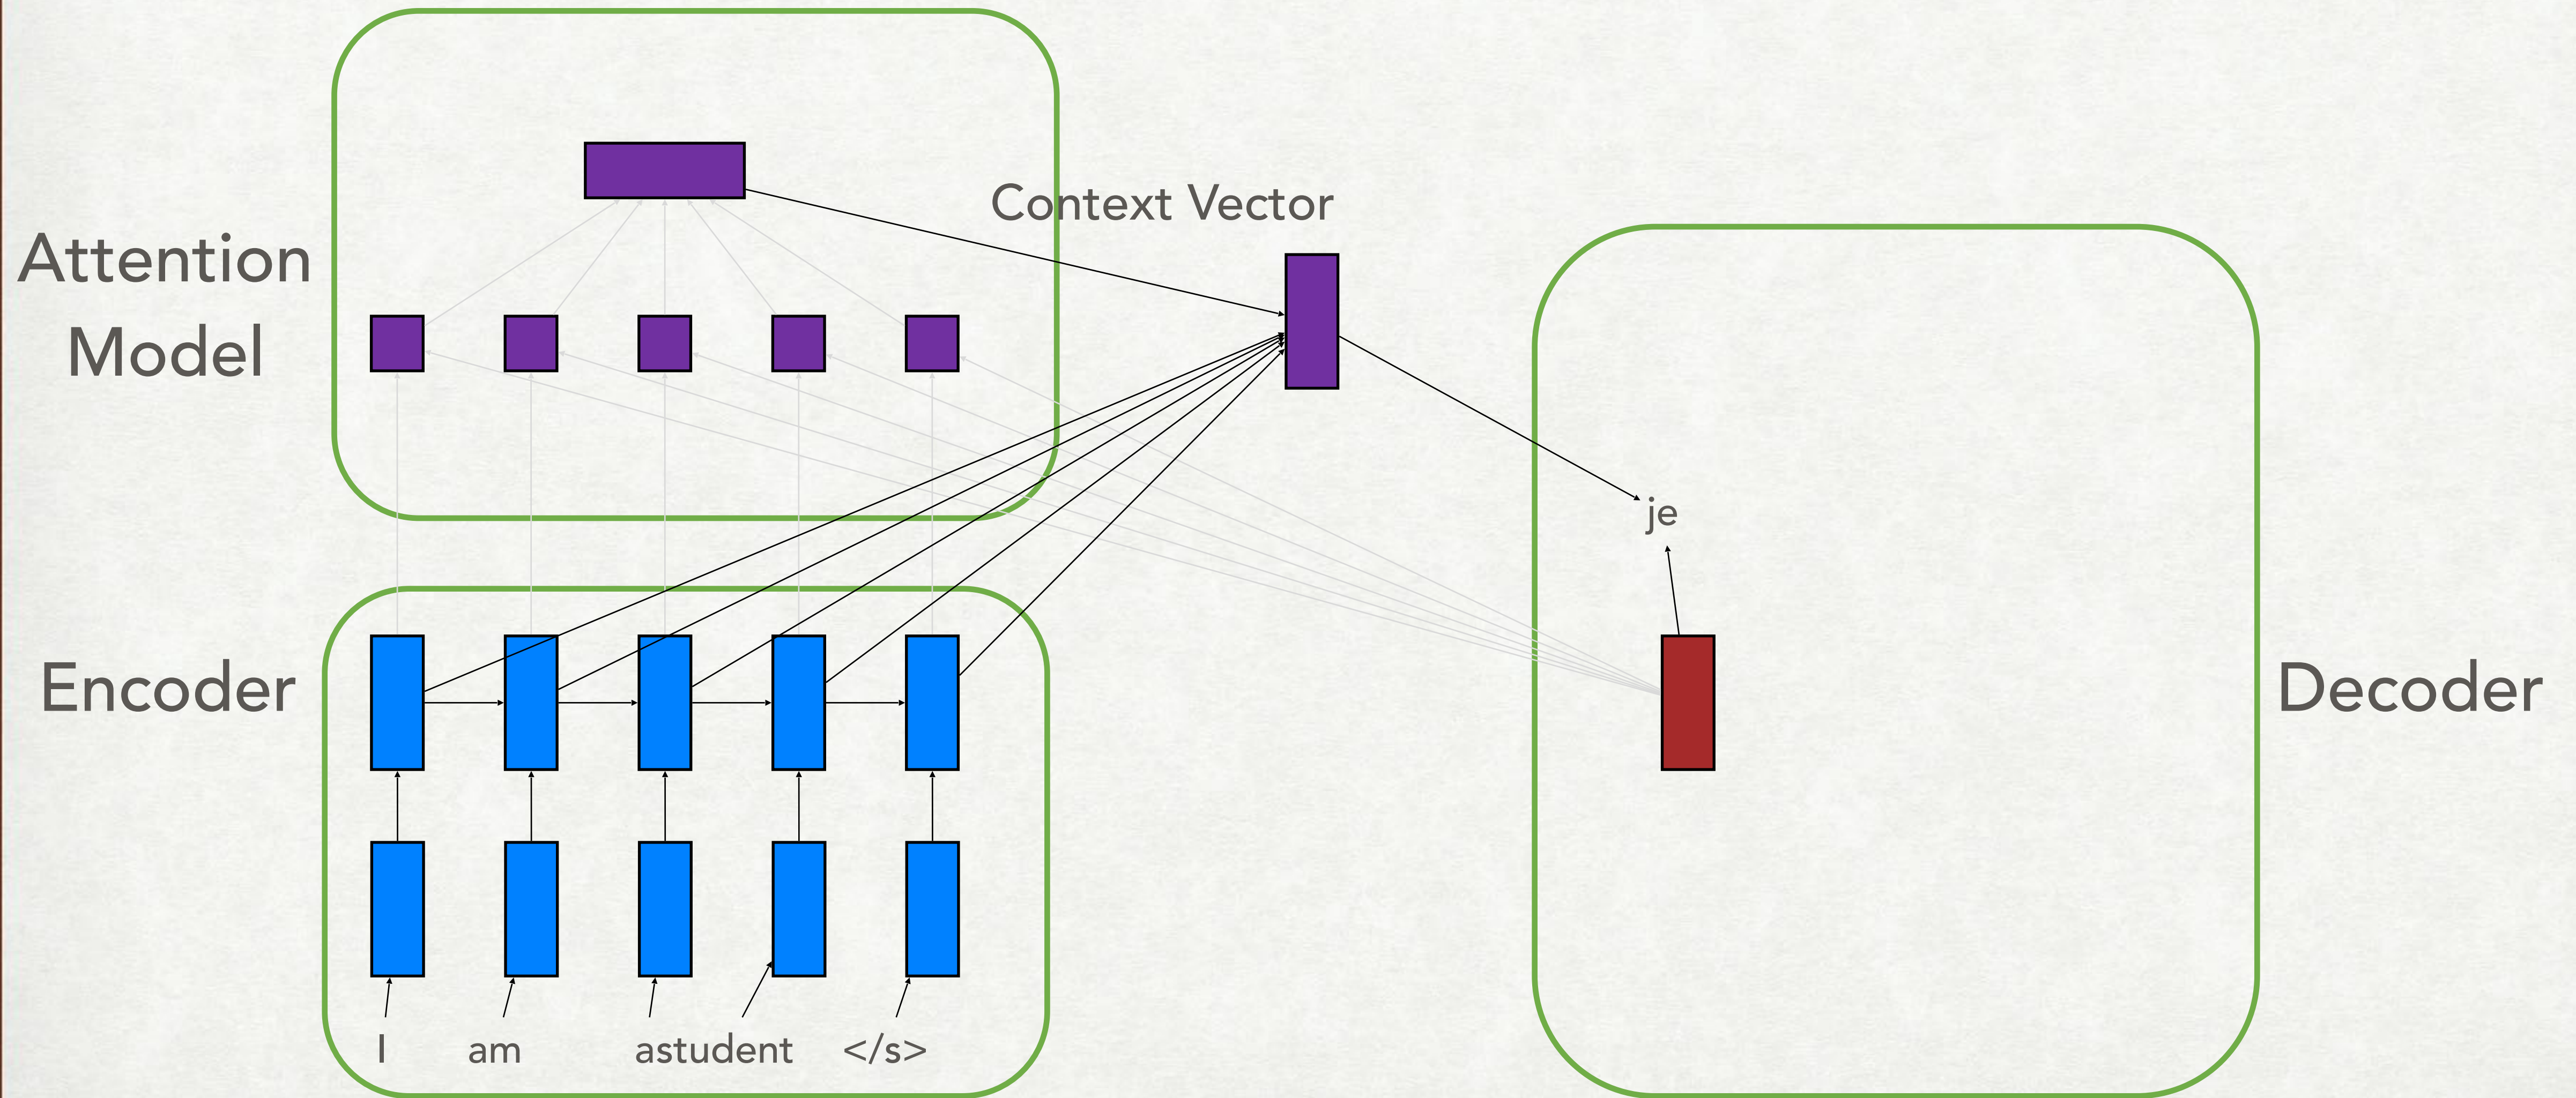 Context Vector
Attention
Model
je
Encoder
Decoder
I am astudent </s>